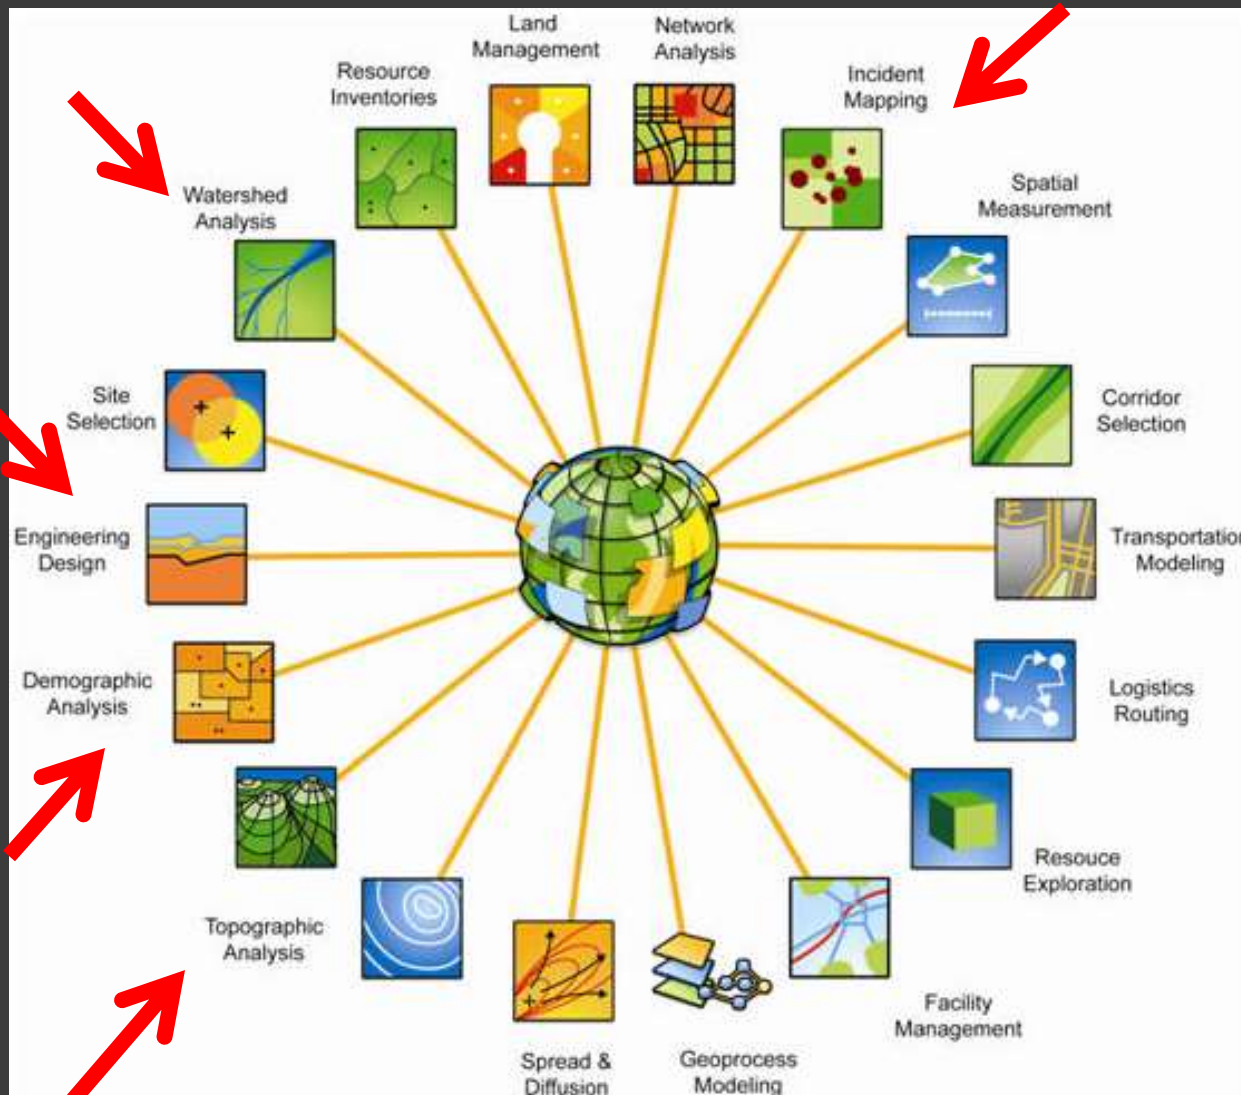 Land
Management
Network
Analysis
Incident
Mapping
Resource
Inventories
Spatial
Measurement
Watershed
Analysis
Corridor
Selection
Site
Selection
Transportation
Modeling
Engineering
Design
Demographic
Analysis
Logistics
Routing
Resouce
Exploration
Topographic
Analysis
Facility
Management
Spread &
Diffusion
Geoprocess
Modeling